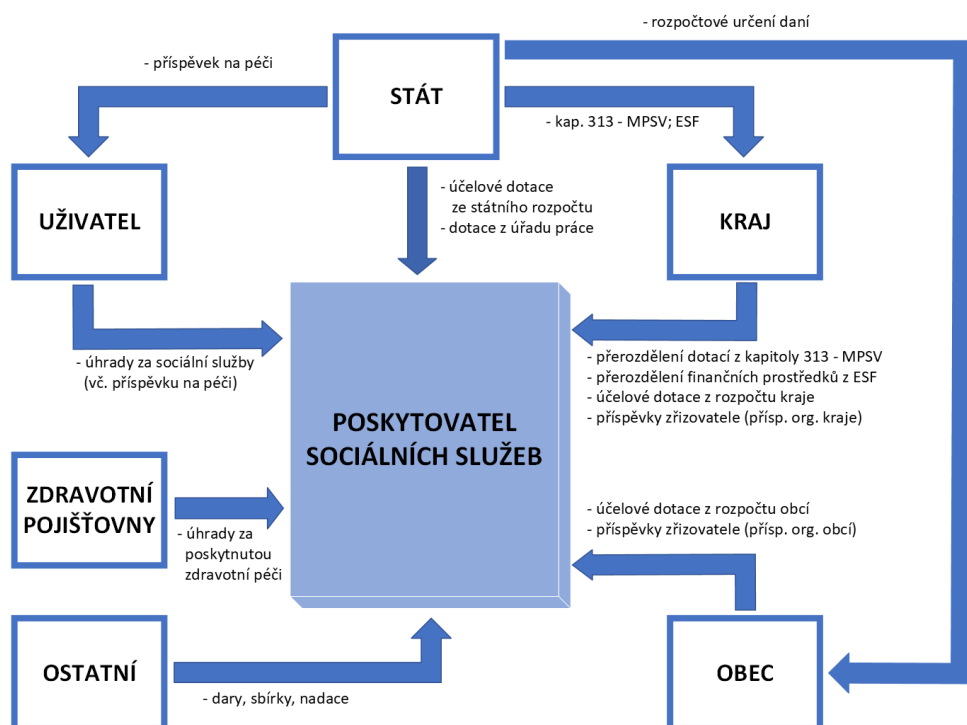 - rozpočtové určení daní
- příspěvek na péči
STÁT
- kap. 313 - MPSV; ESF
UŽIVATEL
- účelové dotace
ze státního rozpočtu
- dotace z úřadu práce
KRAJ
- úhrady za sociální služby
(vč. příspěvku na péči)
- přerozdělení dotací z kapitoly 313 - MPSV
- přerozdělení finančních prostředků z ESF
- účelové dotace z rozpočtu kraje
- příspěvky zřizovatele (přísp. org. kraje)
POSKYTOVATEL
SOCIÁLNÍCH SLUŽEB
ZDRAVOTNÍ
POJIŠŤOVNY
- úhrady za
poskytnutou
zdravotní péči
- účelové dotace z rozpočtu obcí
- příspěvky zřizovatele (přísp. org. obcí)
OSTATNÍ
- dary, sbírky, nadace
OBEC